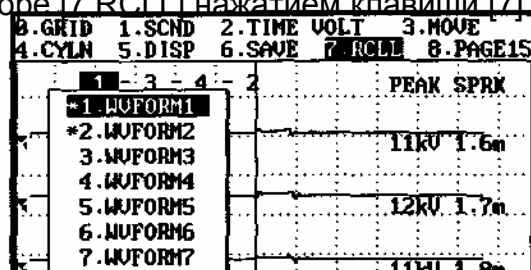 оре [7.RCLL] нажатием клавиши [7].
0.GRID 1.SCND 2.TIME VOLT 3.MOVE
4.CYLN 5.DISP 6.SAVE 7.RCLL 8.PAGE15
1 - 3 - 4 - 2 PEAK SPRK
*1.WVFORM1
*2.WVFORM2
11kV 1.6m
3.WVFORM3
4.WVFORM4
5.WVFORM5 12kV 1.7m
6.WVFORM6
7.WVFORM7
11kV 1.8m